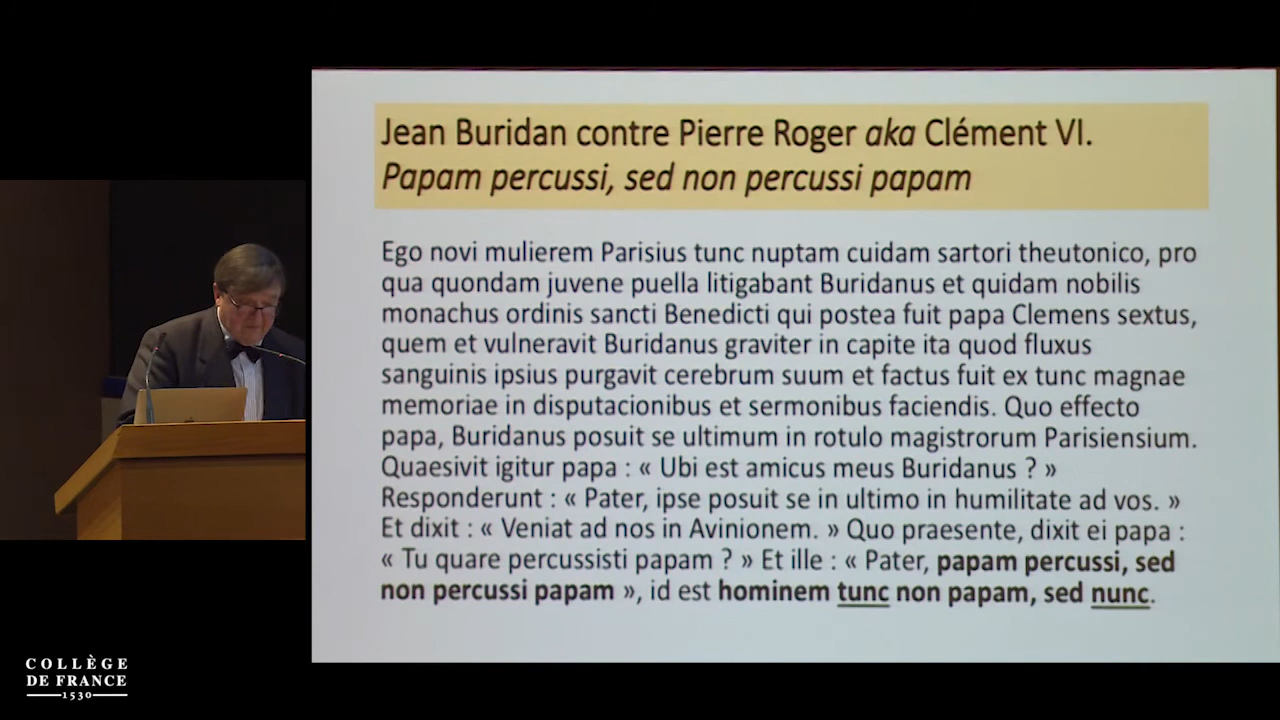 Jean Buridan contre Pierre Roger aka Clément VI.
Papam percussi, sed non percussi papam
Ego novi mulierem Parisius tunc nuptam cuidam sartori theutonico, pro
qua quondam juvene puella litigabant Buridanus et quidam nobilis
monachus ordinis sancti Benedicti qui postea fuit papa Clemens sextus,
quem et vulneravit Buridanus graviter in capite ita quod fluxus
sanguinis ipsius purgavit cerebrum suum et factus fuit ex tunc magnae
memoriae in disputacionibus et sermonibus faciendis. Quo effecto
papa, Buridanus posuit se ultimum in rotulo magistrorum Parisiensium.
Quaesivit igitur papa : « Ubi est amicus meus Buridanus ? »
Responderunt : « Pater, ipse posuit se in ultimo in humilitate ad vos. »
Et dixit : « Veniat ad nos in Avinionem. » Quo praesente, dixit ei papa :
« Tu quare percussisti papam ? » Et ille : « Pater, papam percussi, sed
non percussi papam », id est hominem tunc non papam, sed nunc.
COLLÈGE
DE FRANCE
1530